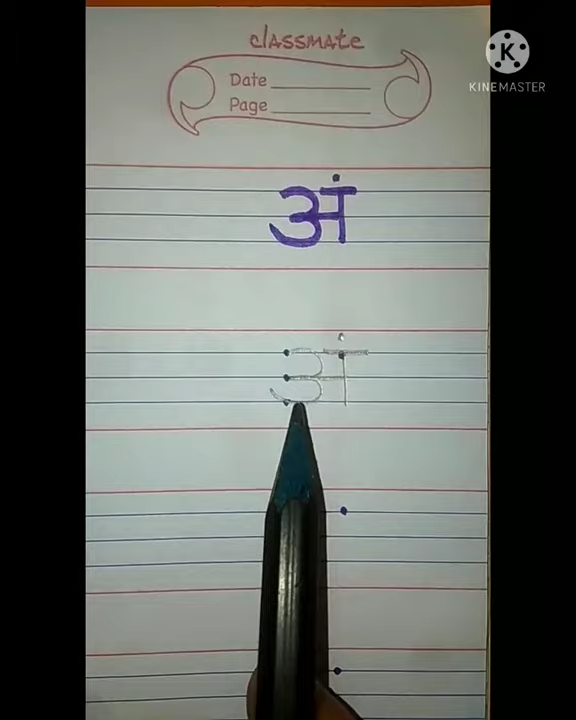 classmate
KINEMASTER
Date
Page
अं
अं